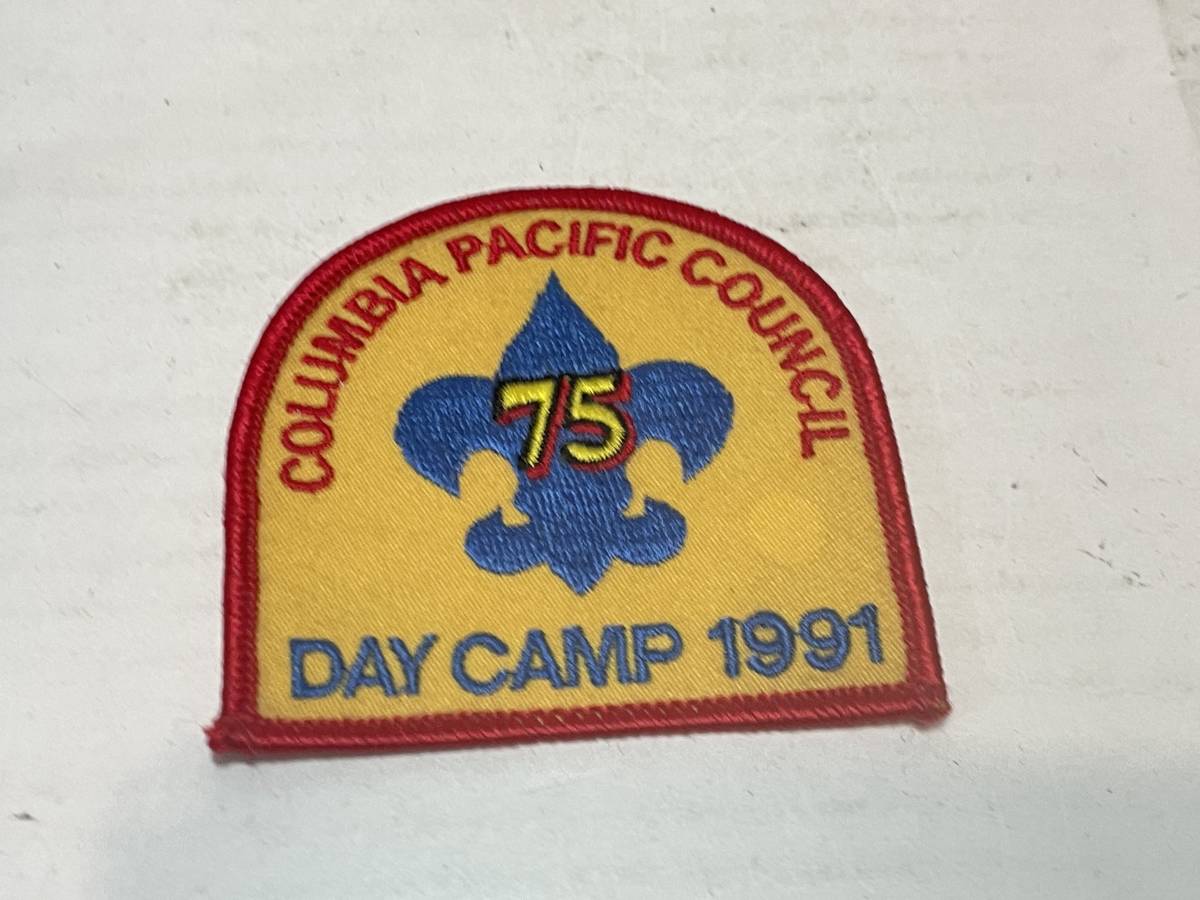 COLUMBIA PACIFIC COUNCIL
75
DAY CAMP 1991